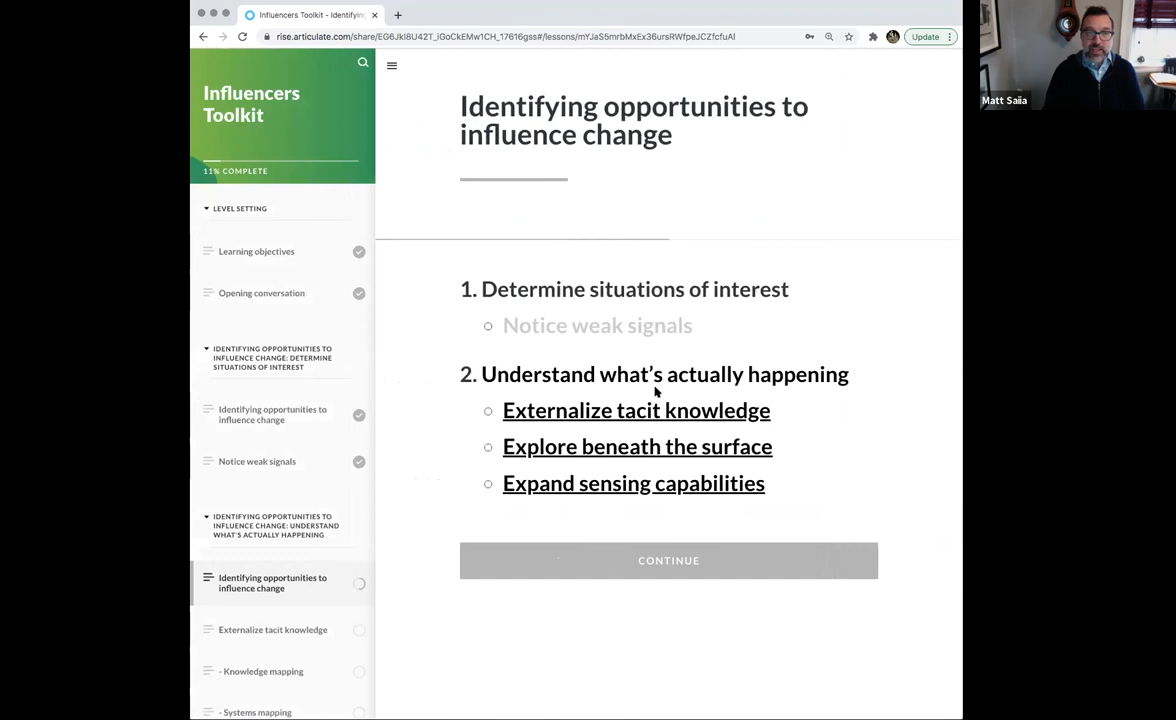 Influencers Toolkit - Identifying
rise.articulate.com/share/EG6JkI8U42T_iGoCkEMw1CH_17616gss#/lessons/mYJaS5mrbMxEx36ursRWfpeJCZfcfuAI
Update
Matt Saiia
Influencers
Toolkit
11% COMPLETE
LEVEL SETTING
Learning objectives
Opening conversation
IDENTIFYING OPPORTUNITIES TO
INFLUENCE CHANGE: DETERMINE
SITUATIONS OF INTEREST
Identifying opportunities to
influence change
Notice weak signals
IDENTIFYING OPPORTUNITIES TO
INFLUENCE CHANGE: UNDERSTAND
WHAT'S ACTUALLY HAPPENING
Identifying opportunities to
influence change
Externalize tacit knowledge
- Knowledge mapping
- Systems mapping
Identifying opportunities to
influence change
1. Determine situations of interest
Notice weak signals
2. Understand what's actually happening
Externalize tacit knowledge
Explore beneath the surface
Expand sensing capabilities
CONTINUE